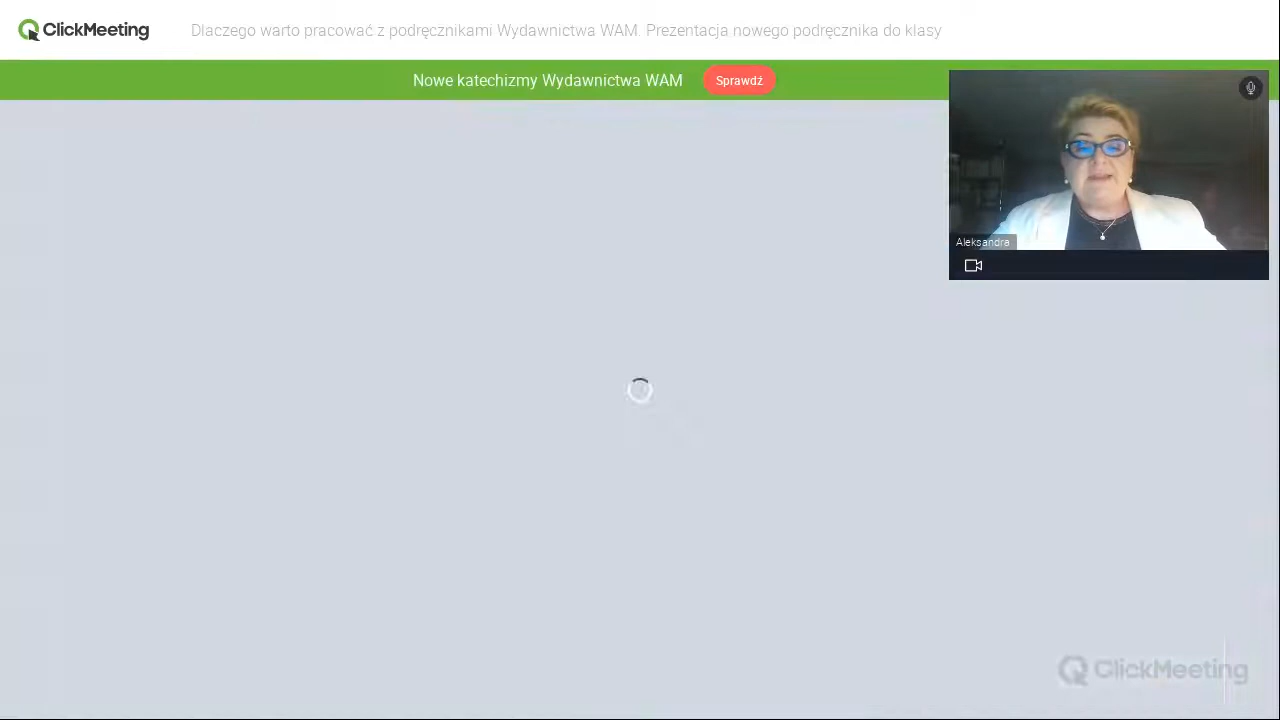 ClickMeeting
Dlaczego warto pracować z podręcznikami Wydawnictwa WAM. Prezentacja nowego podręcznika do klasy
Nowe katechizmy Wydawnictwa WAM
Sprawdź
Aleksandra
ClickMeeting